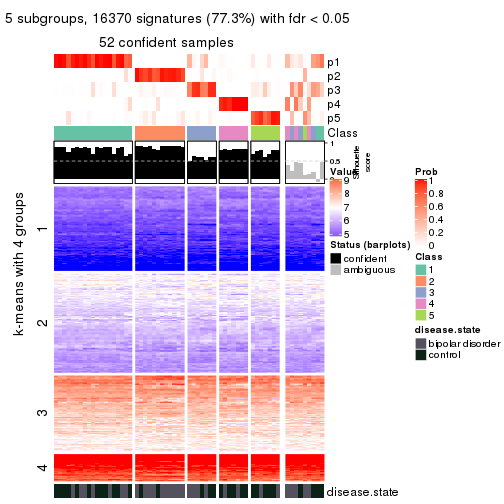 5 subgroups, 16370 signatures (77.3%) with fdr < 0.05
52 confident samples
p1
p2
p3
p4
p5
Class
1
0.5
0
Silhouette
score
k-means with 4 groups
1
2
3
4
disease.state
Value
9
8
7
6
5
Status (barplots)
confident
ambiguous
Prob
1
0.8
0.6
0.4
0.2
0
Class
1
2
3
4
5
disease.state
bipolar disorder
control